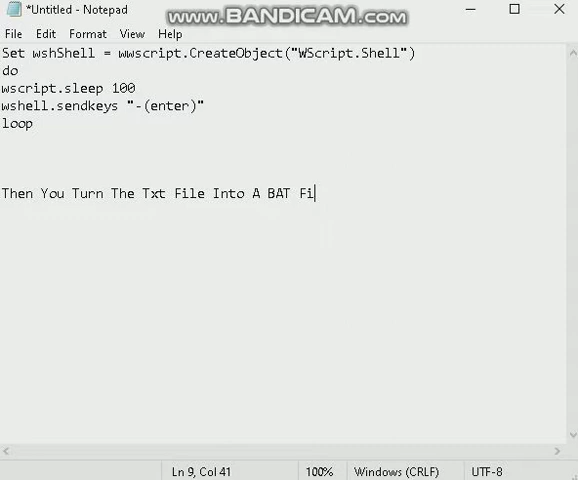 *Untitled - Notepad
www.BANDICAM.com
File Edit Format View Help
Set wshShell = wwscript.CreateObject("WScript.Shell")
do
wscript.sleep 100
wshell.sendkeys "-(enter)"
loop
Then You Turn The Txt File Into A BAT Fi
Ln 9, Col 41 100% Windows (CRLF) UTF-8